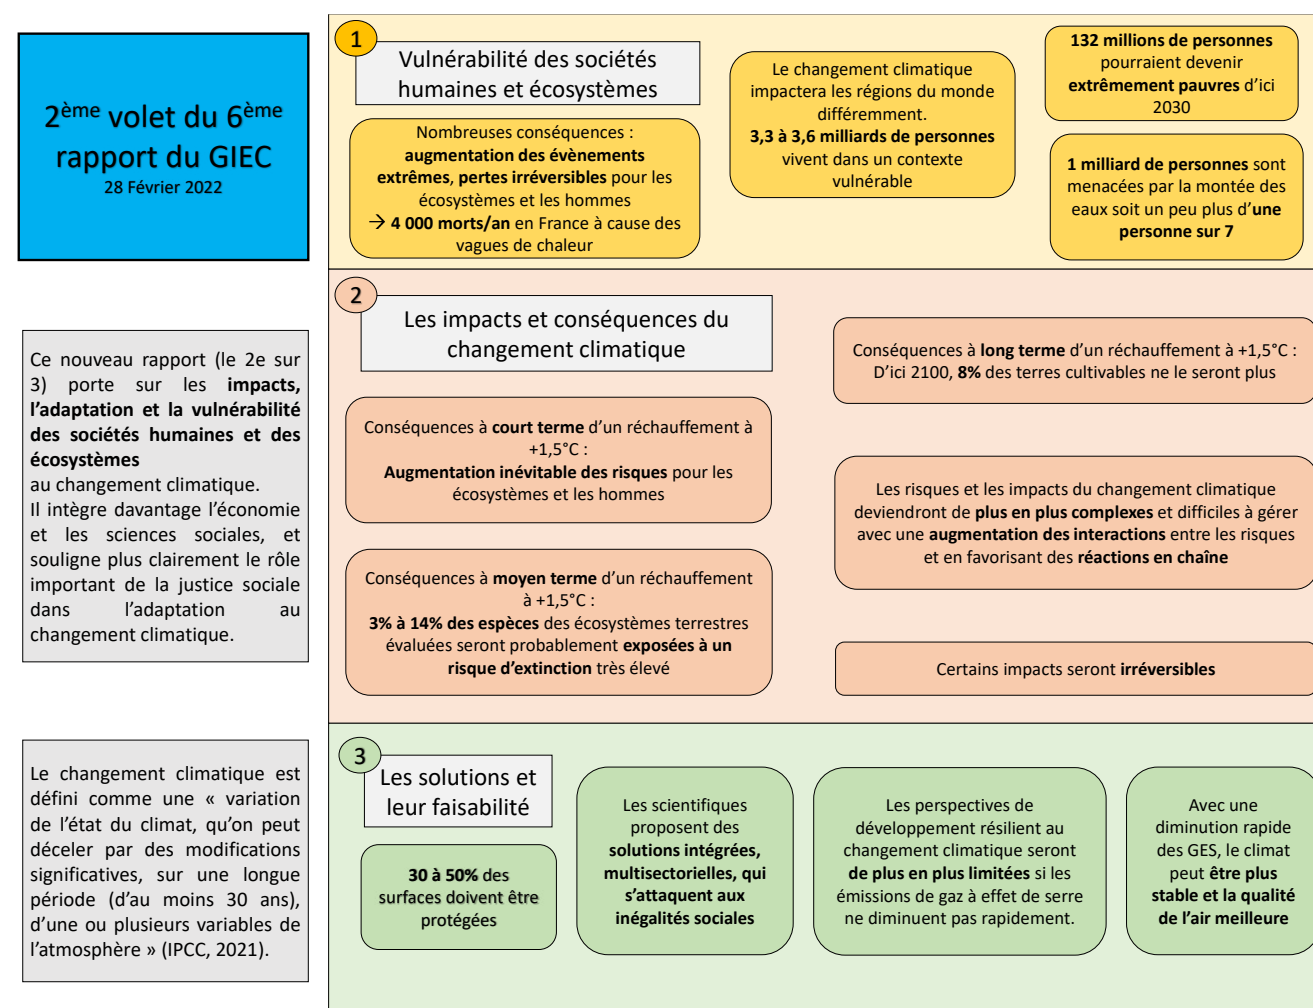 2ème volet du 6ème
rapport du GIEC
28 Février 2022
Ce nouveau rapport (le 2e sur
3) porte sur les impacts,
l’adaptation et la vulnérabilité
des sociétés humaines et des
écosystèmes
au changement climatique.
Il intègre davantage l’économie
et les sciences sociales, et
souligne plus clairement le rôle
important de la justice sociale
dans l’adaptation au
changement climatique.
Le changement climatique est
défini comme une « variation
de l’état du climat, qu’on peut
déceler par des modifications
significatives, sur une longue
période (d’au moins 30 ans),
d’une ou plusieurs variables de
l’atmosphère » (IPCC, 2021).
1
Vulnérabilité des sociétés
humaines et écosystèmes
Nombreuses conséquences :
augmentation des évènements
extrêmes, pertes irréversibles pour les
écosystèmes et les hommes
→ 4 000 morts/an en France à cause des
vagues de chaleur
Le changement climatique
impactera les régions du monde
différemment.
3,3 à 3,6 milliards de personnes
vivent dans un contexte
vulnérable
132 millions de personnes
pourraient devenir
extrêmement pauvres d’ici
2030
1 milliard de personnes sont
menacées par la montée des
eaux soit un peu plus d’une
personne sur 7
2
Les impacts et conséquences du
changement climatique
Conséquences à court terme d’un réchauffement à
+1,5°C :
Augmentation inévitable des risques pour les
écosystèmes et les hommes
Conséquences à moyen terme d’un réchauffement
à +1,5°C :
3% à 14% des espèces des écosystèmes terrestres
évaluées seront probablement exposées à un
risque d’extinction très élevé
Conséquences à long terme d’un réchauffement à +1,5°C :
D’ici 2100, 8% des terres cultivables ne le seront plus
Les risques et les impacts du changement climatique
deviendront de plus en plus complexes et difficiles à gérer
avec une augmentation des interactions entre les risques
et en favorisant des réactions en chaîne
Certains impacts seront irréversibles
3
Les solutions et
leur faisabilité
30 à 50% des
surfaces doivent être
protégées
Les scientifiques
proposent des
solutions intégrées,
multisectorielles, qui
s’attaquent aux
inégalités sociales
Les perspectives de
développement résilient au
changement climatique seront
de plus en plus limitées si les
émissions de gaz à effet de serre
ne diminuent pas rapidement.
Avec une
diminution rapide
des GES, le climat
peut être plus
stable et la qualité
de l’air meilleure